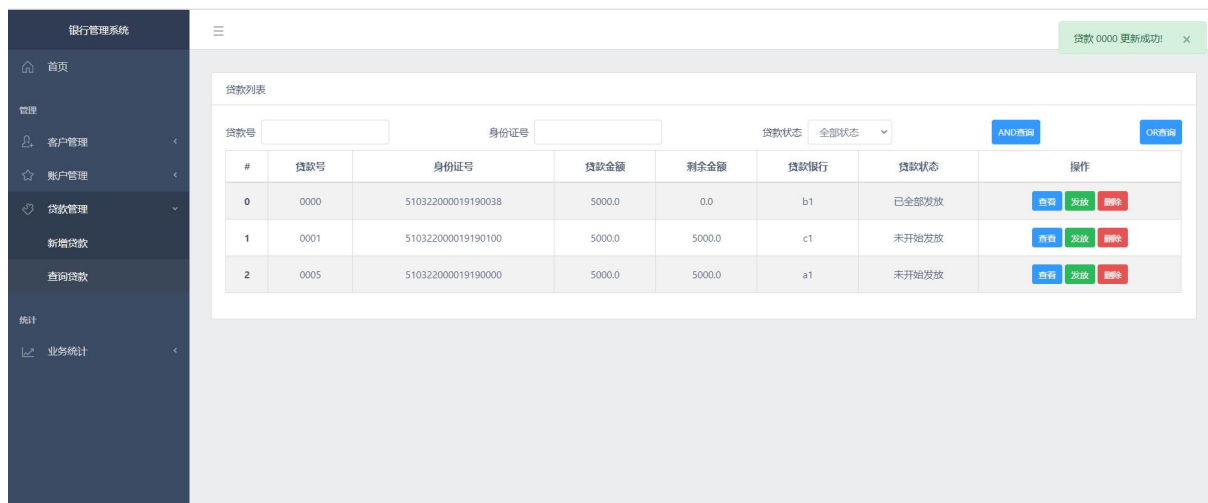 银行管理系统
贷款 0000 更新成功! ×
首页
管理
客户管理
账户管理
贷款管理
新增贷款
查询贷款
统计
业务统计
贷款列表
贷款号 身份证号 贷款状态 全部状态 AND查询 OR查询
# 贷款号 身份证号 贷款金额 剩余金额 贷款银行 贷款状态 操作
0 0000 510322000019190038 5000.0 0.0 b1 已全部发放 查看 发放 删除
1 0001 510322000019190100 5000.0 5000.0 c1 未开始发放 查看 发放 删除
2 0005 510322000019190000 5000.0 5000.0 a1 未开始发放 查看 发放 删除